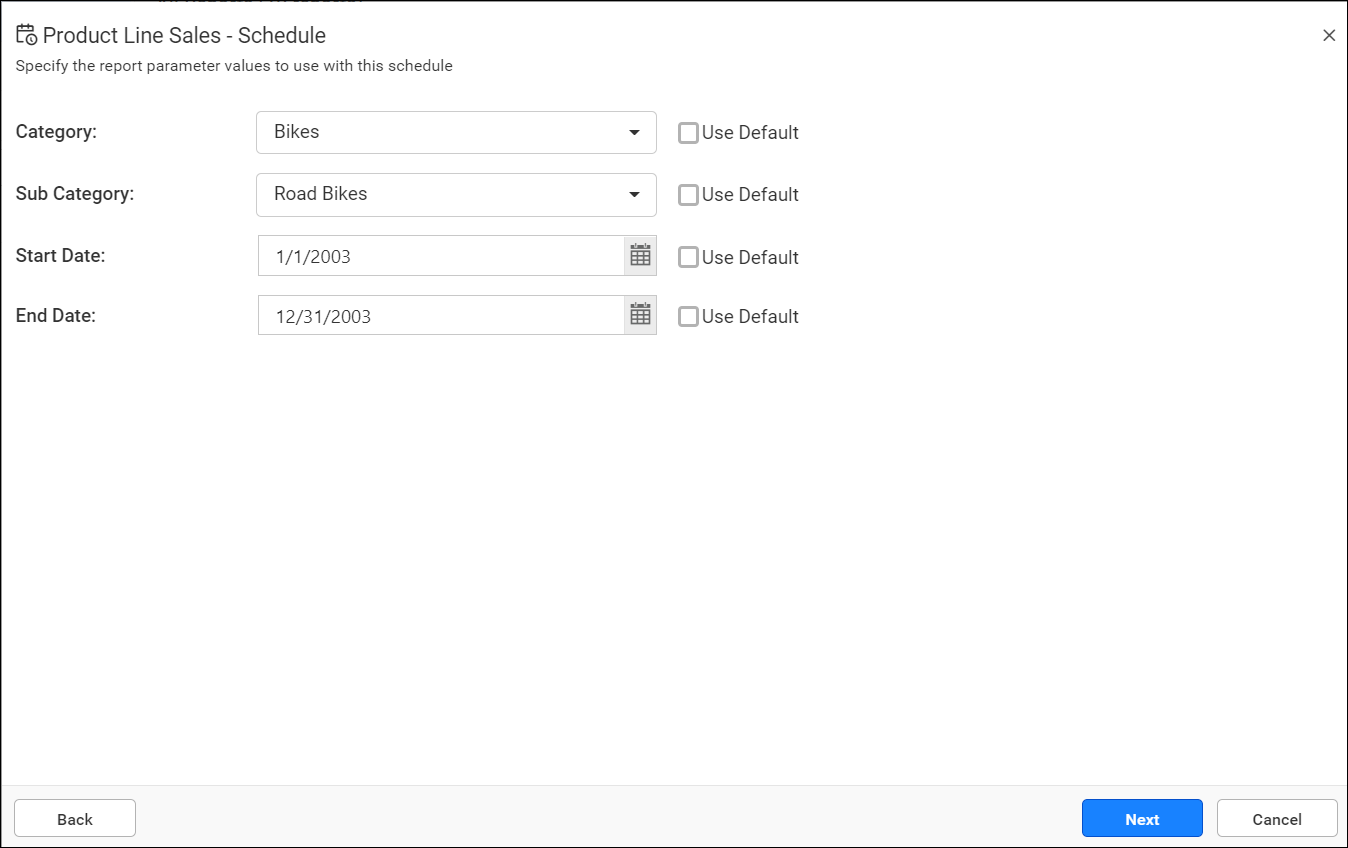 Product Line Sales - Schedule
Specify the report parameter values to use with this schedule
Category: Bikes Use Default
Sub Category: Road Bikes Use Default
Start Date: 1/1/2003 Use Default
End Date: 12/31/2003 Use Default
Back Next Cancel